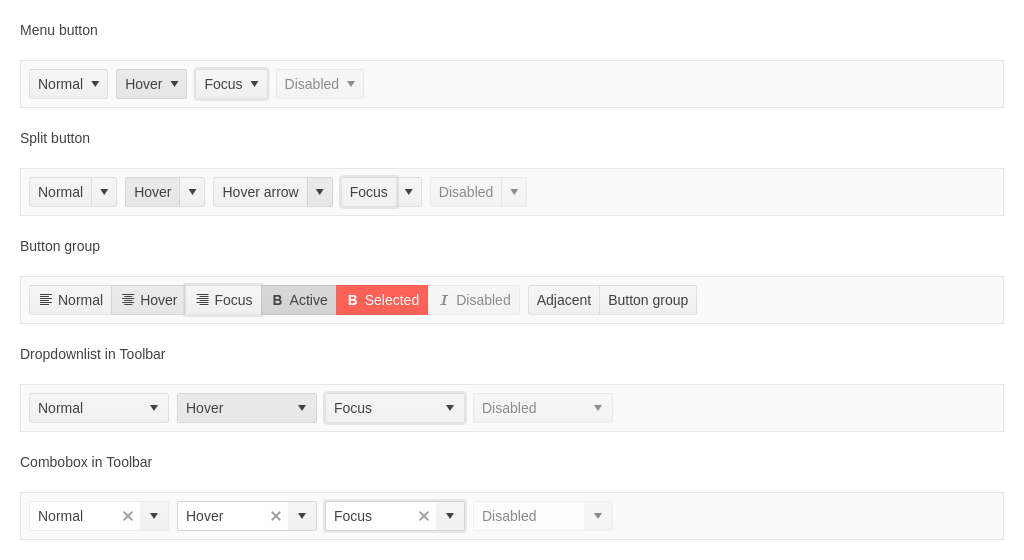 Menu button
Normal Hover Focus Disabled
Split button
Normal Hover Hover arrow Focus Disabled
Button group
Normal Hover Focus B Active B Selected I Disabled Adjacent Button group
Dropdownlist in Toolbar
Normal Hover Focus Disabled
Combobox in Toolbar
Normal Hover Focus Disabled